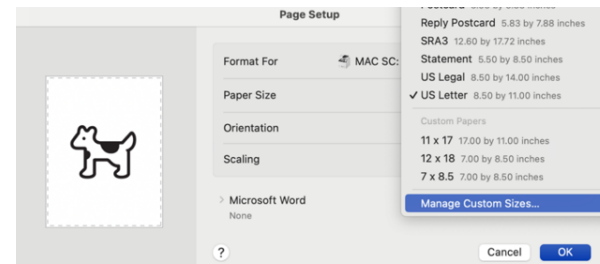 Page Setup
Reply Postcard 5.83 by 7.88 inches
SRA3 12.60 by 17.72 inches
Format For MAC SC:
Statement 5.50 by 8.50 inches
US Legal 8.50 by 14.00 inches
Paper Size
✓ US Letter 8.50 by 11.00 inches
Custom Papers
Orientation
11 x 17 17.00 by 11.00 inches
12 x 18 7.00 by 8.50 inches
Scaling
7 x 8.5 7.00 by 8.50 inches
Microsoft Word
Manage Custom Sizes...
None
?
Cancel
OK